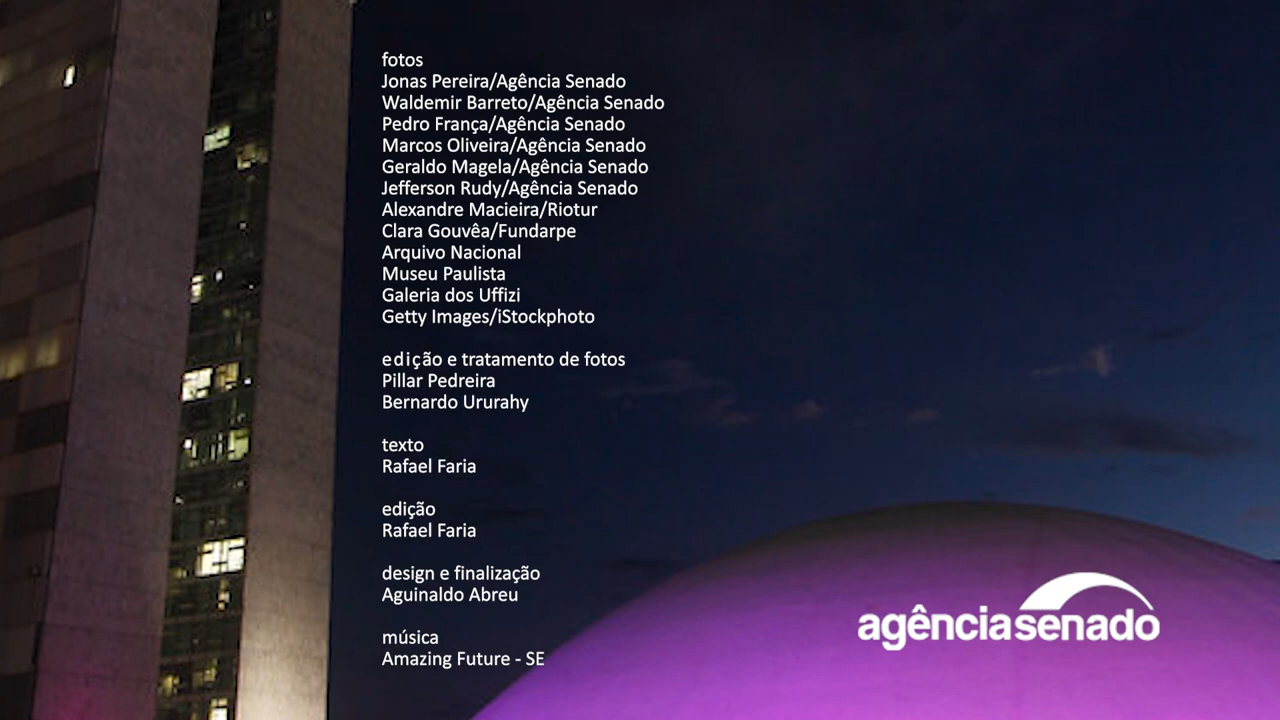 fotos
Jonas Pereira/Agência Senado
Waldemir Barreto/Agência Senado
Pedro França/Agência Senado
Marcos Oliveira/Agência Senado
Geraldo Magela/Agência Senado
Jefferson Rudy/Agência Senado
Alexandre Macieira/Riotur
Clara Gouvêa/Fundarpe
Arquivo Nacional
Museu Paulista
Galeria dos Uffizi
Getty Images/iStockphoto
edição e tratamento de fotos
Pillar Pedreira
Bernardo Ururahy
texto
Rafael Faria
edição
Rafael Faria
design e finalização
Aguinaldo Abreu
música
Amazing Future - SE
agênciasenado